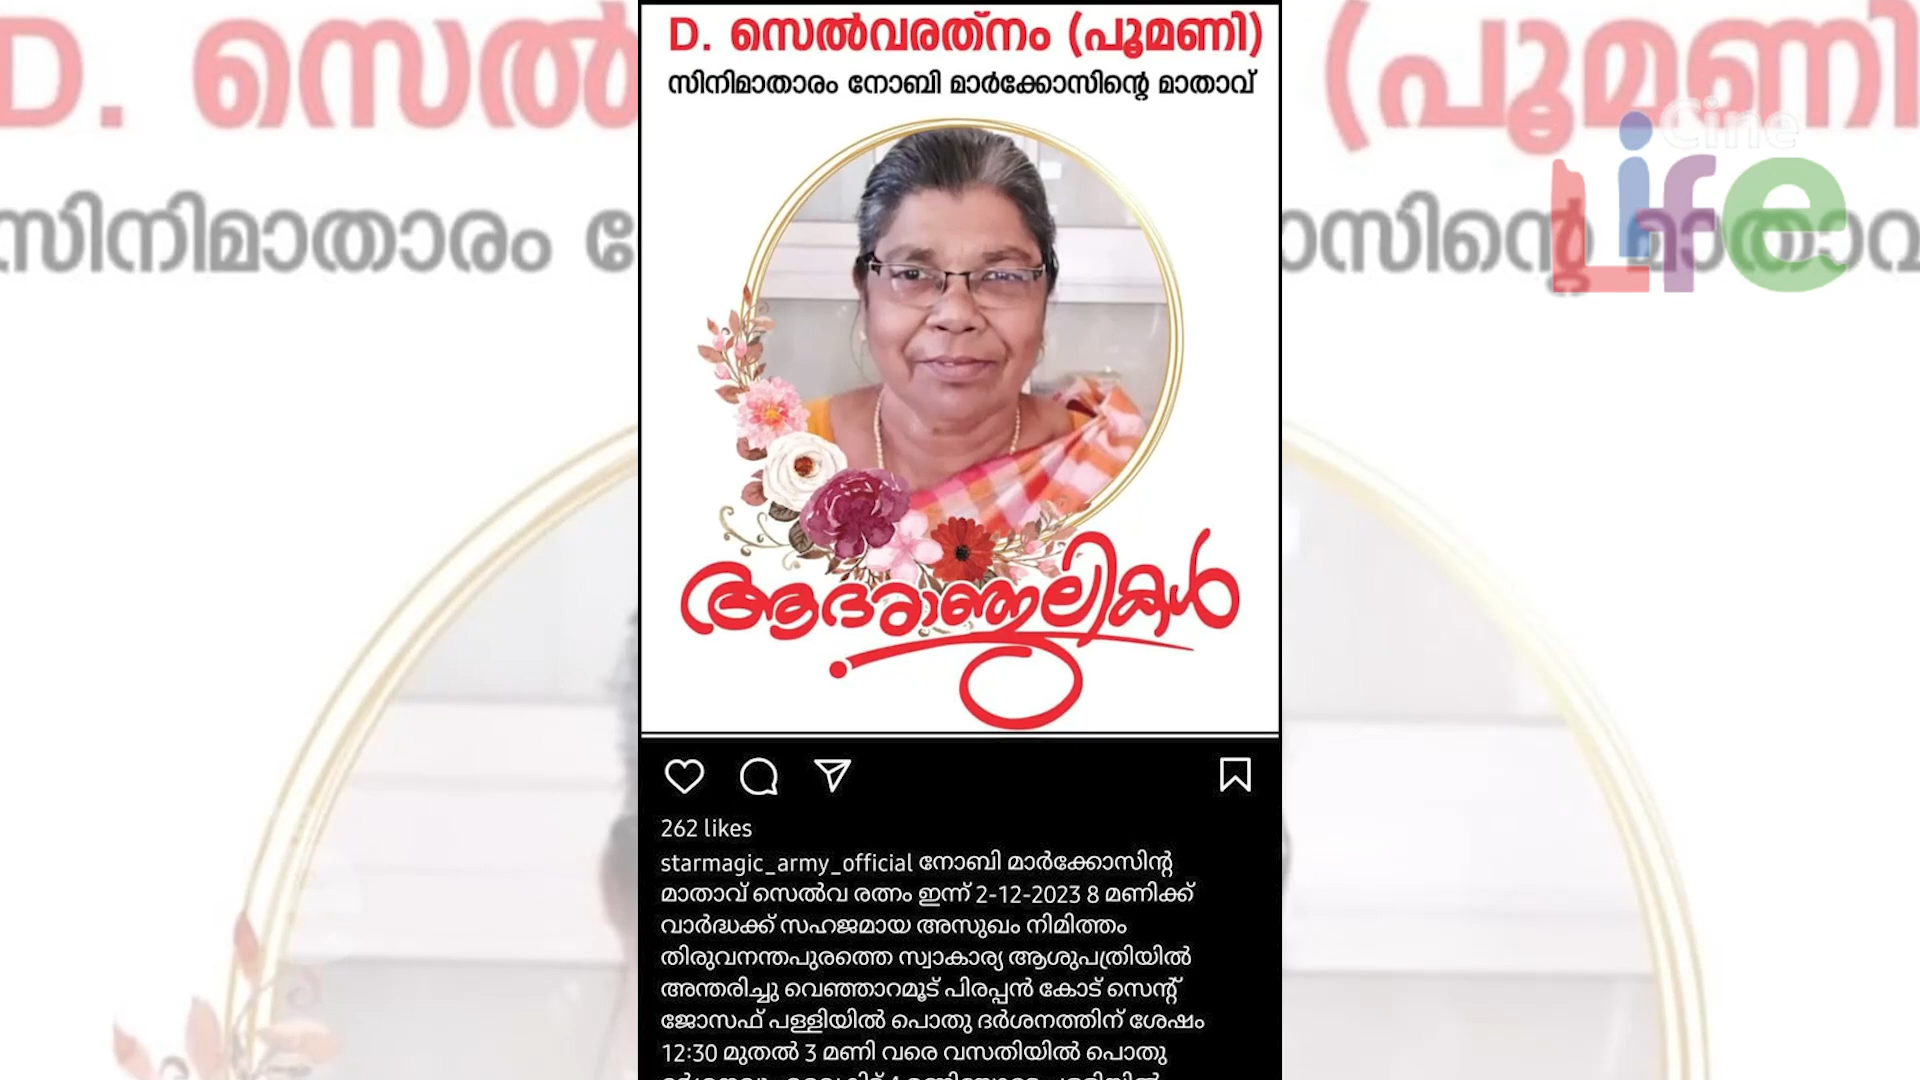 D. സെൽവരത്നം (പൂമണി)
സിനിമാതാരം നോബി മാർക്കോസിന്റെ മാതാവ്
Cine
Life
ആദരാഞ്ജലികൾ
262 likes
starmagic_army_official നോബി മാർക്കോസിന്റ
മാതാവ് സെൽവ രത്നം ഇന്ന് 2-12-2023 8 മണിക്ക്
വാർദ്ധക്ക് സഹജമായ അസുഖം നിമിത്തം
തിരുവനന്തപുരത്തെ സ്വാകാര്യ ആശുപത്രിയിൽ
അന്തരിച്ചു വെഞ്ഞാറമൂട് പിരപ്പൻ കോട് സെന്റ്
ജോസഫ് പള്ളിയിൽ പൊതു ദർശനത്തിന് ശേഷം
12:30 മുതൽ 3 മണി വരെ വസതിയിൽ പൊതു